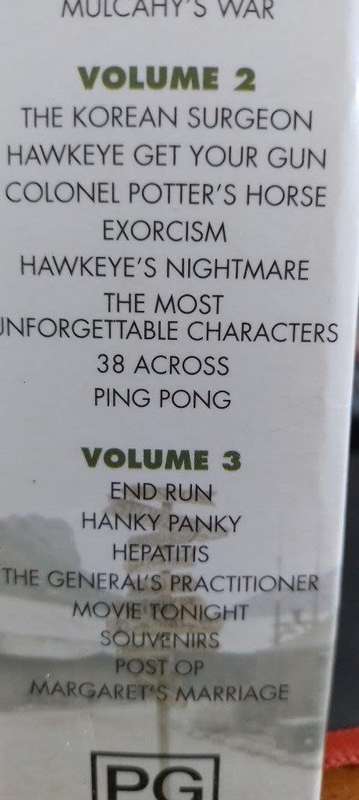 MULCAHY'S WAR
VOLUME 2
THE KOREAN SURGEON
HAWKEYE GET YOUR GUN
COLONEL POTTER'S HORSE
EXORCISM
HAWKEYE'S NIGHTMARE
THE MOST
UNFORGETTABLE CHARACTERS
38 ACROSS
PING PONG
VOLUME 3
END RUN
HANKY PANKY
HEPATITIS
THE GENERAL'S PRACTITIONER
MOVIE TONIGHT
SOUVENIRS
POST OP
MARGARET'S MARRIAGE
PG